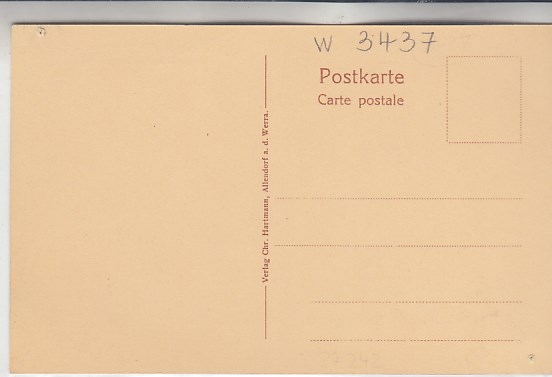 W 3437
Postkarte
Carte postale
Verlag Chr. Hartmann, Allendorf a. d. Werra.